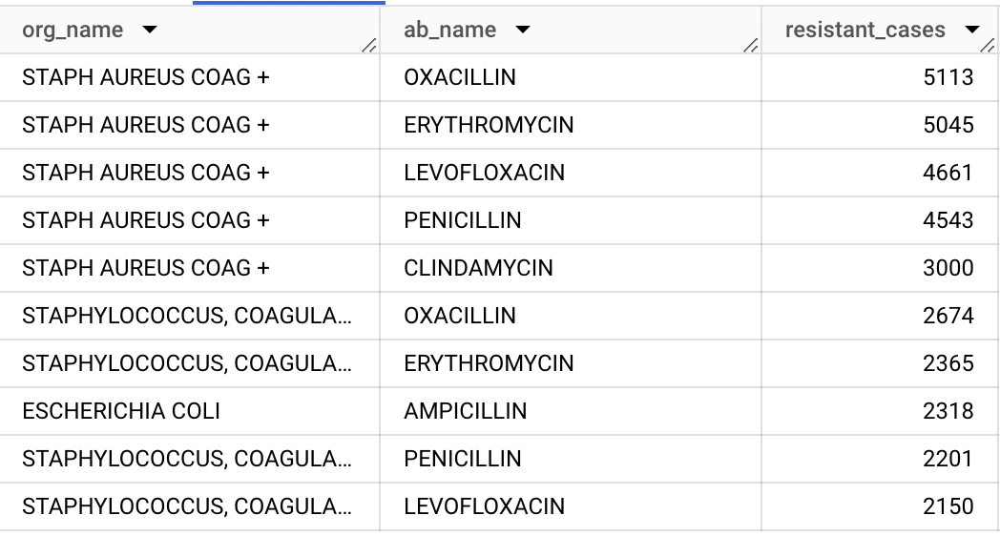 org_name ab_name resistant_cases
STAPH AUREUS COAG + OXACILLIN 5113
STAPH AUREUS COAG + ERYTHROMYCIN 5045
STAPH AUREUS COAG + LEVOFLOXACIN 4661
STAPH AUREUS COAG + PENICILLIN 4543
STAPH AUREUS COAG + CLINDAMYCIN 3000
STAPHYLOCOCCUS, COAGULA... OXACILLIN 2674
STAPHYLOCOCCUS, COAGULA... ERYTHROMYCIN 2365
ESCHERICHIA COLI AMPICILLIN 2318
STAPHYLOCOCCUS, COAGULA... PENICILLIN 2201
STAPHYLOCOCCUS, COAGULA... LEVOFLOXACIN 2150